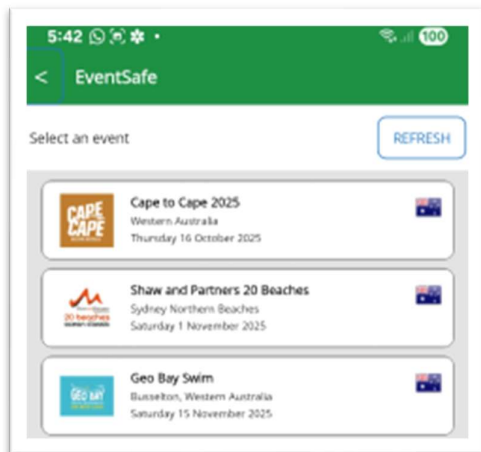 5:42
100
< EventSafe
Select an event
REFRESH
CAPE
CAPE
Cape to Cape 2025
Western Australia
Thursday 16 October 2025
20 beaches
Shaw and Partners 20 Beaches
Sydney Northern Beaches
Saturday 1 November 2025
GEO BAY
Geo Bay Swim
Busselton, Western Australia
Saturday 15 November 2025